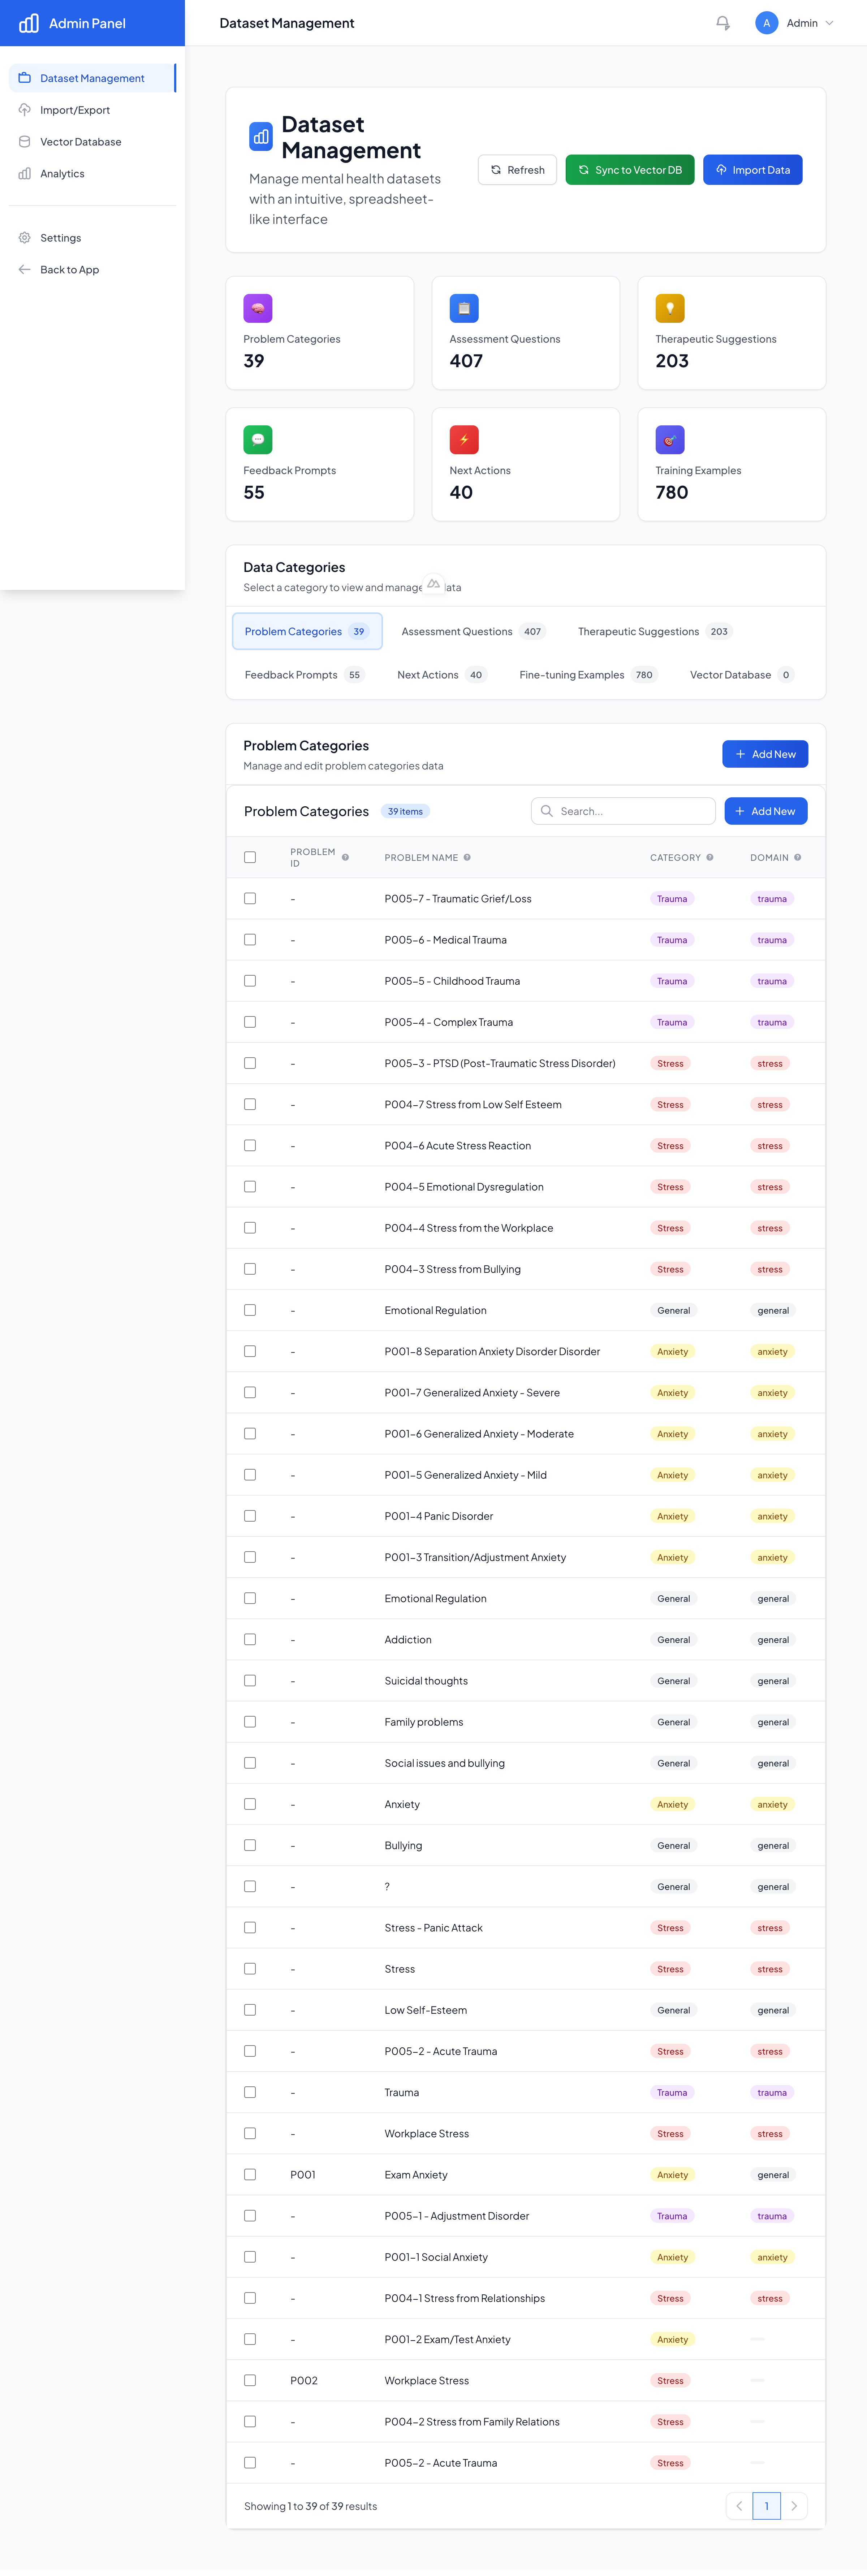 Admin Panel
Dataset Management
Admin
A
Dataset Management
Import/Export
Vector Database
Analytics
Settings
Back to App
Dataset
Management
Manage mental health datasets
with an intuitive, spreadsheet-
like interface
Refresh
Sync to Vector DB
Import Data
Problem Categories
39
Assessment Questions
407
Therapeutic Suggestions
203
Feedback Prompts
55
Next Actions
40
Training Examples
780
Data Categories
Select a category to view and manage ata
Problem Categories 39
Assessment Questions 407
Therapeutic Suggestions 203
Feedback Prompts 55
Next Actions 40
Fine-tuning Examples 780
Vector Database 0
Problem Categories
Manage and edit problem categories data
+ Add New
Problem Categories 39 items
Search...
+ Add New
PROBLEM
ID
PROBLEM NAME
CATEGORY
DOMAIN
- P005-7 - Traumatic Grief/Loss Trauma trauma
- P005-6 - Medical Trauma Trauma trauma
- P005-5 - Childhood Trauma Trauma trauma
- P005-4 - Complex Trauma Trauma trauma
- P005-3 - PTSD (Post-Traumatic Stress Disorder) Stress stress
- P004-7 Stress from Low Self Esteem Stress stress
- P004-6 Acute Stress Reaction Stress stress
- P004-5 Emotional Dysregulation Stress stress
- P004-4 Stress from the Workplace Stress stress
- P004-3 Stress from Bullying Stress stress
- Emotional Regulation General general
- P001-8 Separation Anxiety Disorder Disorder Anxiety anxiety
- P001-7 Generalized Anxiety - Severe Anxiety anxiety
- P001-6 Generalized Anxiety - Moderate Anxiety anxiety
- P001-5 Generalized Anxiety - Mild Anxiety anxiety
- P001-4 Panic Disorder Anxiety anxiety
- P001-3 Transition/Adjustment Anxiety Anxiety anxiety
- Emotional Regulation General general
- Addiction General general
- Suicidal thoughts General general
- Family problems General general
- Social issues and bullying General general
- Anxiety Anxiety anxiety
- Bullying General general
- ? General general
- Stress - Panic Attack Stress stress
- Stress Stress stress
- Low Self-Esteem General general
- P005-2 - Acute Trauma Stress stress
- Trauma Trauma trauma
- Workplace Stress Stress stress
P001 Exam Anxiety Anxiety general
- P005-1 - Adjustment Disorder Trauma trauma
- P001-1 Social Anxiety Anxiety anxiety
- P004-1 Stress from Relationships Stress stress
- P001-2 Exam/Test Anxiety Anxiety
P002 Workplace Stress Stress
- P004-2 Stress from Family Relations Stress
- P005-2 - Acute Trauma Stress
Showing 1 to 39 of 39 results
1